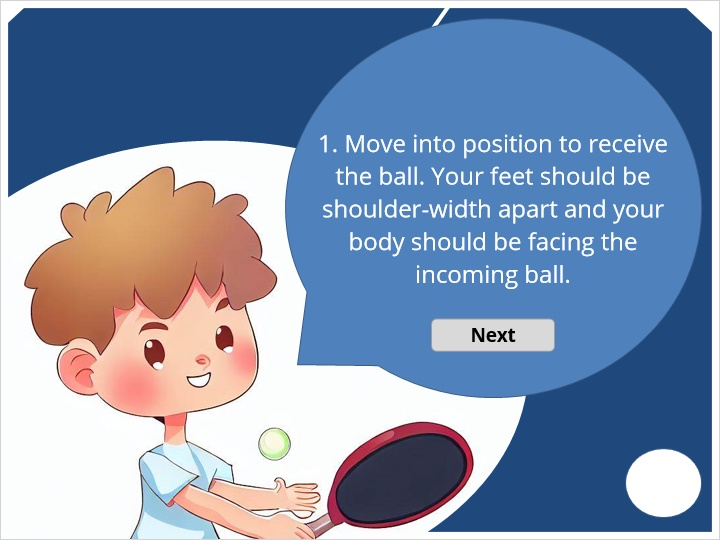 1. Move into position to receive
the ball. Your feet should be
shoulder-width apart and your
body should be facing the
incoming ball.
Next